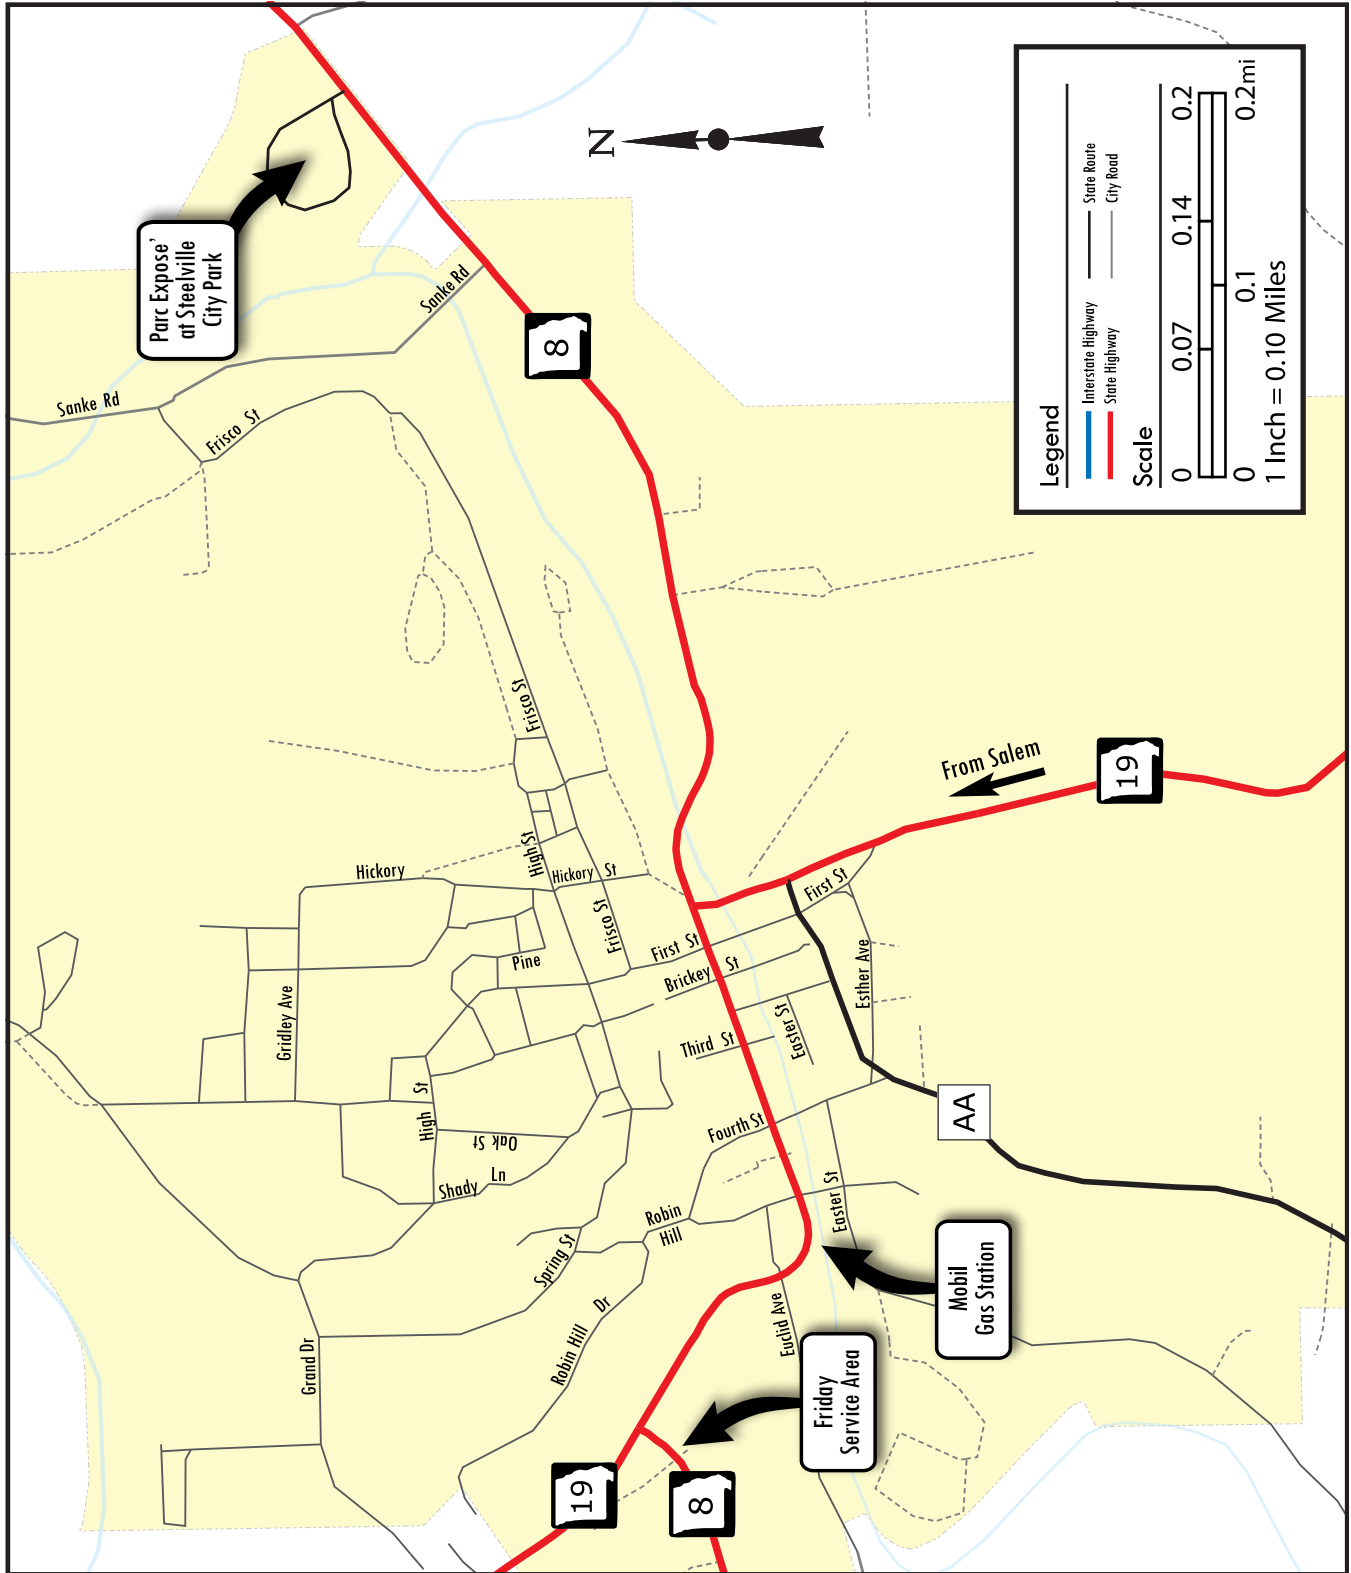 Parc Expose'
at Steelville
City Park
N
Sanke Rd
Sanke Rd
Frisco St
8
Legend
Interstate Highway
State Route
State Highway
City Road
Scale
0
0.07
0.14
0.2
0
0.1
0.2mi
1 Inch = 0.10 Miles
Frisco St
From Salem
19
High St
Hickory
Hickory St
Frisco St
First St
First St
Pine
Brickey St
Gridley Ave
Esther Ave
Easter St
Third St
High St
Oak St
Fourth St
AA
Shady Ln
Robin
Hill
Easter St
Spring St
Mobil
Gas Station
Grand Dr
Robin Hill Dr
Euclid Ave
Friday
Service Area
19
8